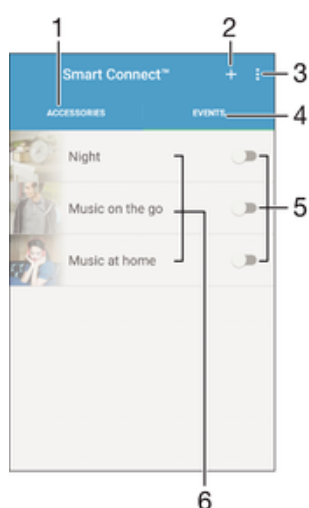 1
2
Smart Connect™ + 3
ACCESSORIES EVENTS 4
Night
Music on the go 5
Music at home
6